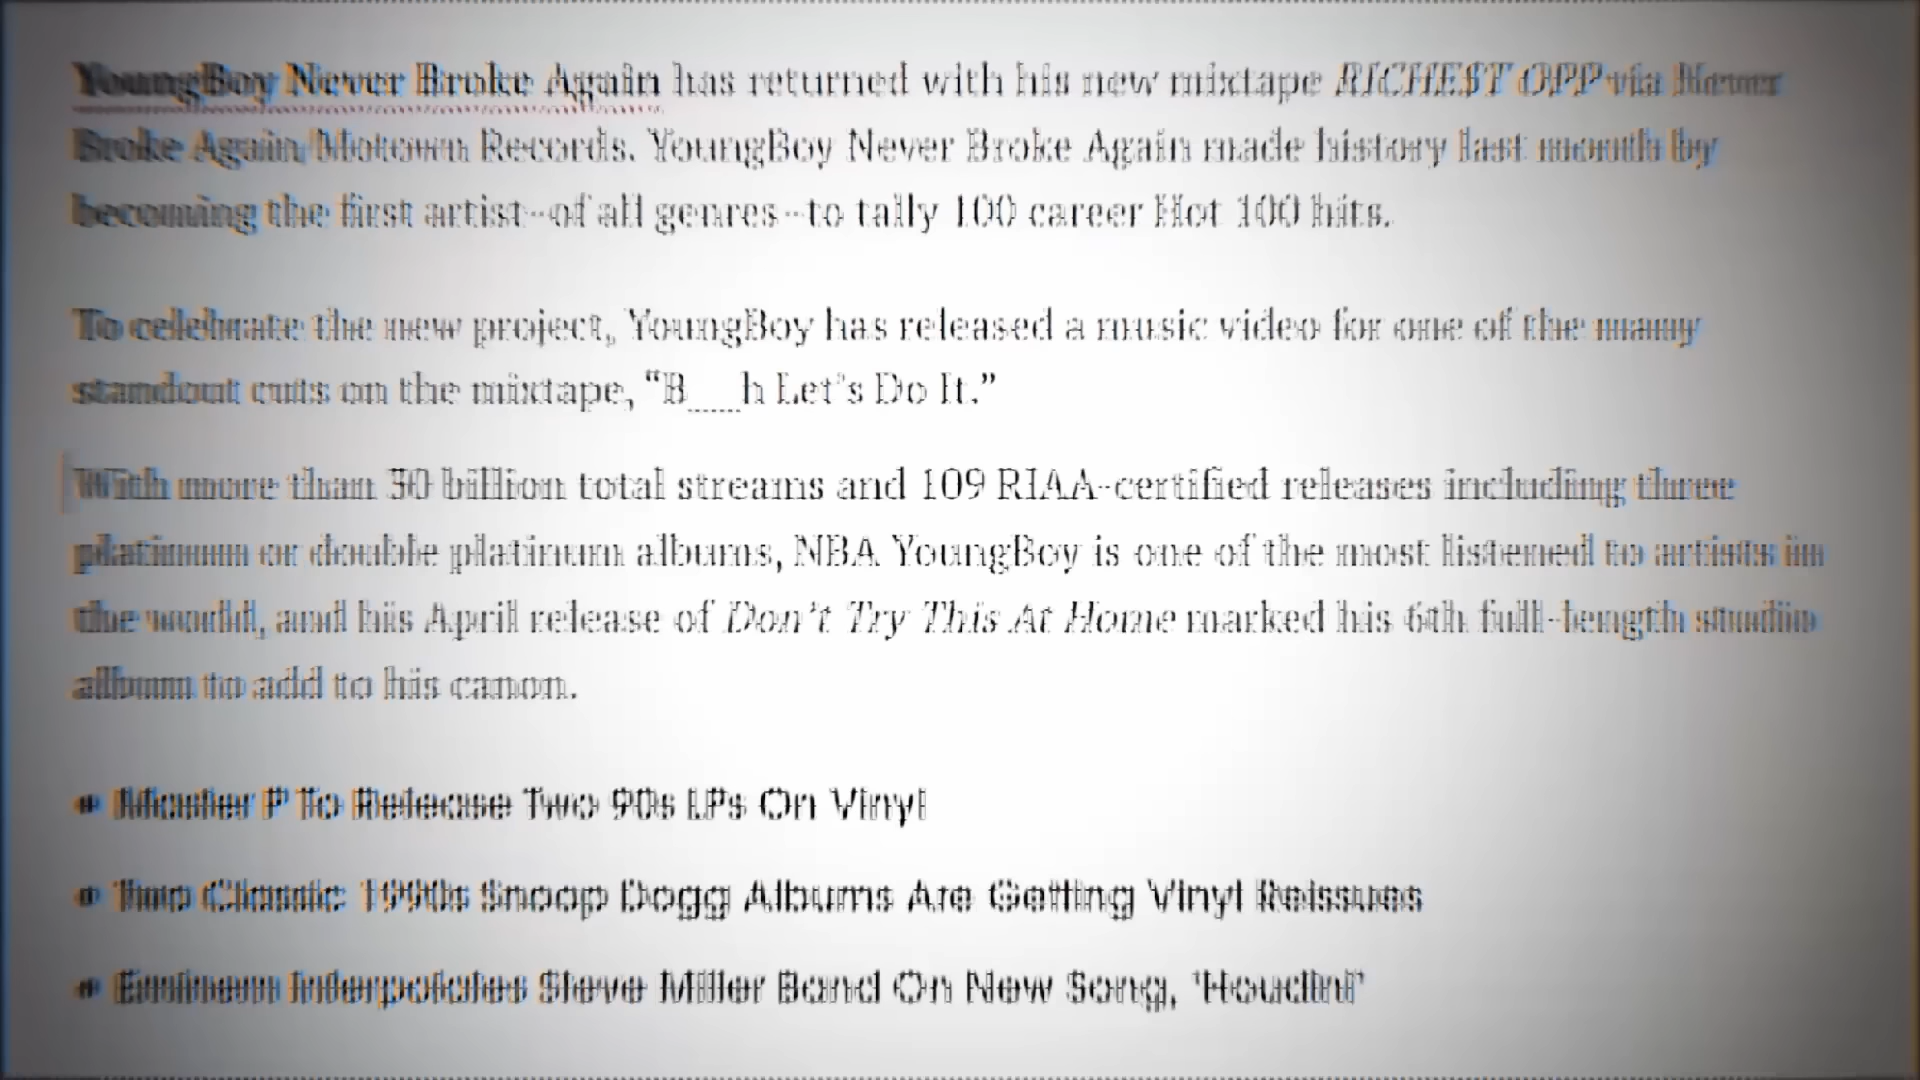 YoungBoy Never Broke Again has returned with his new mixtape RICHEST OPP via Never
Broke Again/Motown Records. YoungBoy Never Broke Again made history last month by
becoming the first artist--of all genres--to tally 100 career Hot 100 hits.
To celebrate the new project, YoungBoy has released a music video for one of the many
standout cuts on the mixtape, “B___h Let’s Do It.”
With more than 30 billion total streams and 109 RIAA-certified releases including three
platinum or double platinum albums, NBA YoungBoy is one of the most listened to artists in
the world, and his April release of Don’t Try This At Home marked his 6th full-length studio
album to add to his canon.
• Master P To Release Two 90s LPs On Vinyl
• Two Classic 1990s Snoop Dogg Albums Are Getting Vinyl Reissues
• Eminem Interpolates Steve Miller Band On New Song, ‘Houdini’